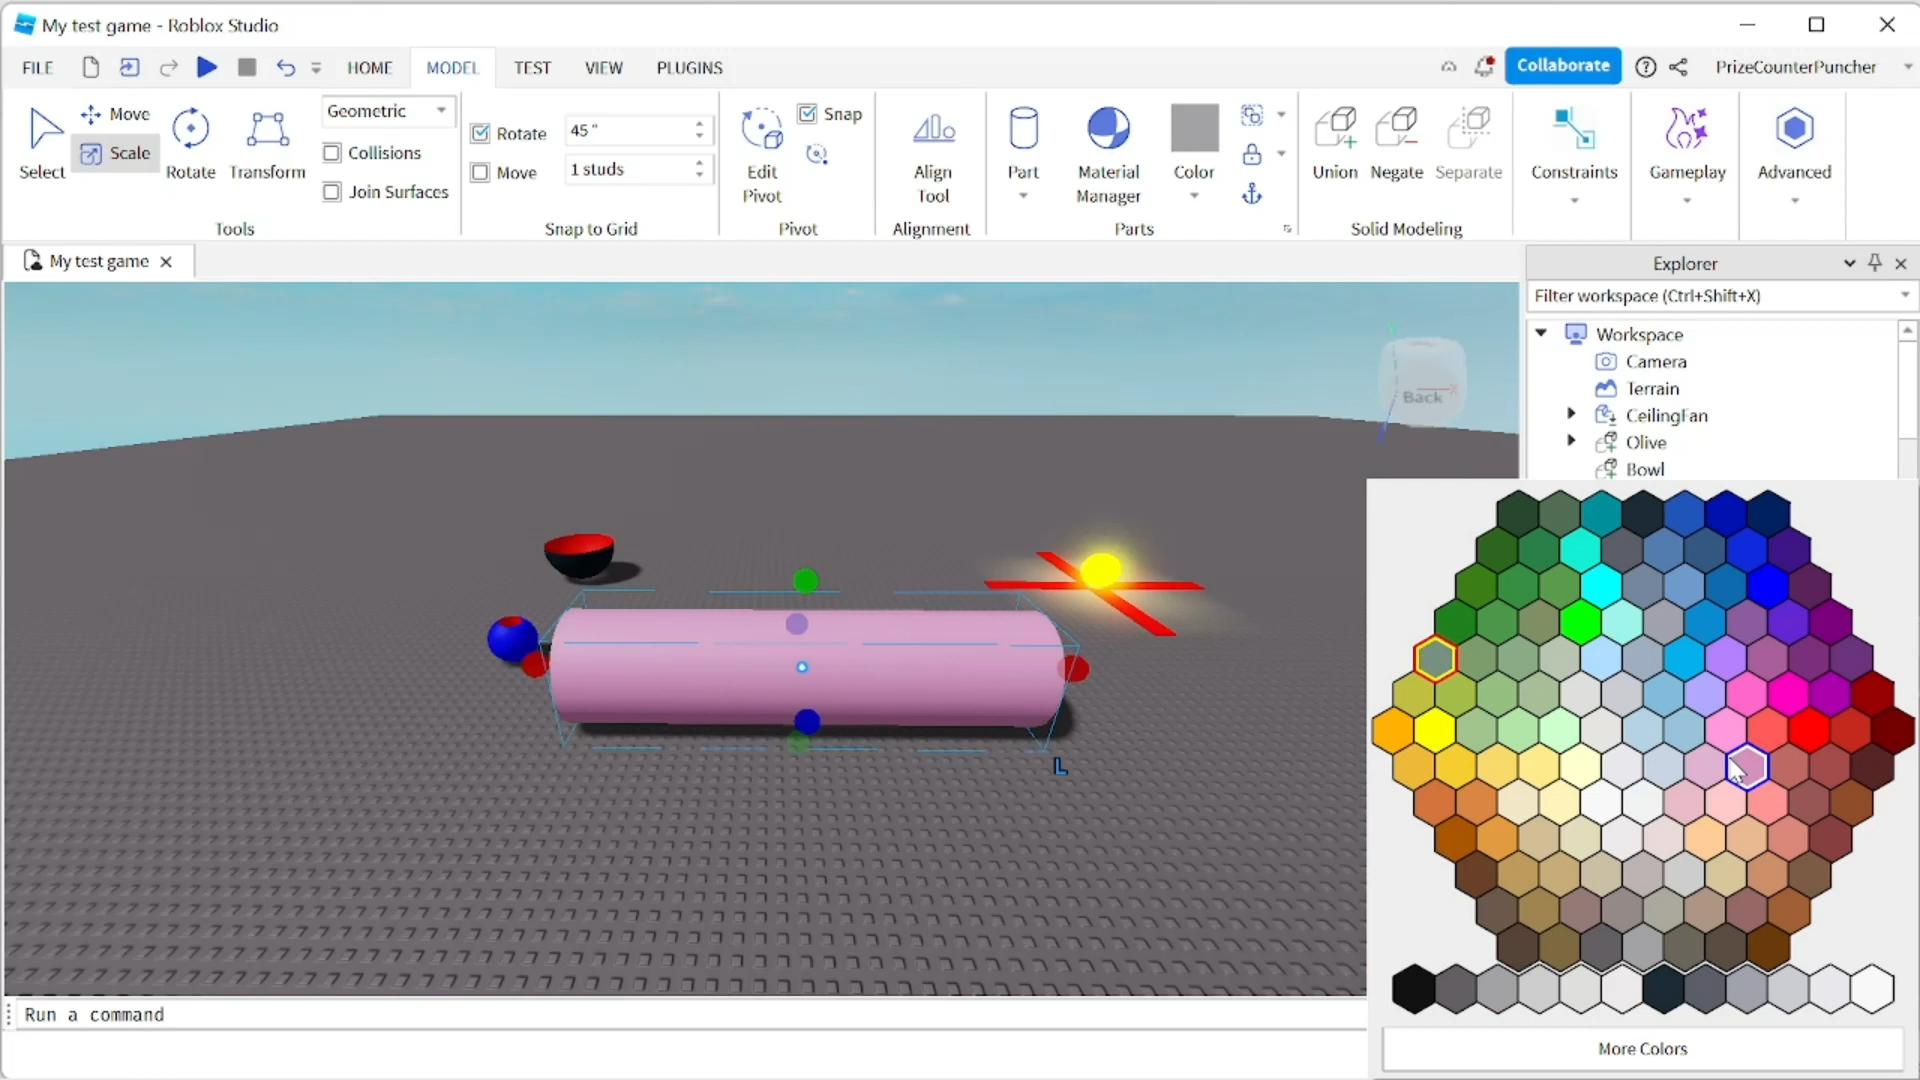 My test game - Roblox Studio
FILE HOME MODEL TEST VIEW PLUGINS Collaborate PrizeCounterPuncher
Select
Move
Scale
Rotate
Transform
Geometric
Collisions
Join Surfaces
Tools
Rotate 45 °
Move 1 studs
Snap to Grid
Edit
Pivot
Snap
Pivot
Align
Tool
Alignment
Part
Material
Manager
Color
Parts
Union
Negate
Separate
Solid Modeling
Constraints
Gameplay
Advanced
My test game
Explorer
Filter workspace (Ctrl+Shift+X)
Workspace
Camera
Terrain
CeilingFan
Olive
Bowl
Back
X
L
Run a command
More Colors